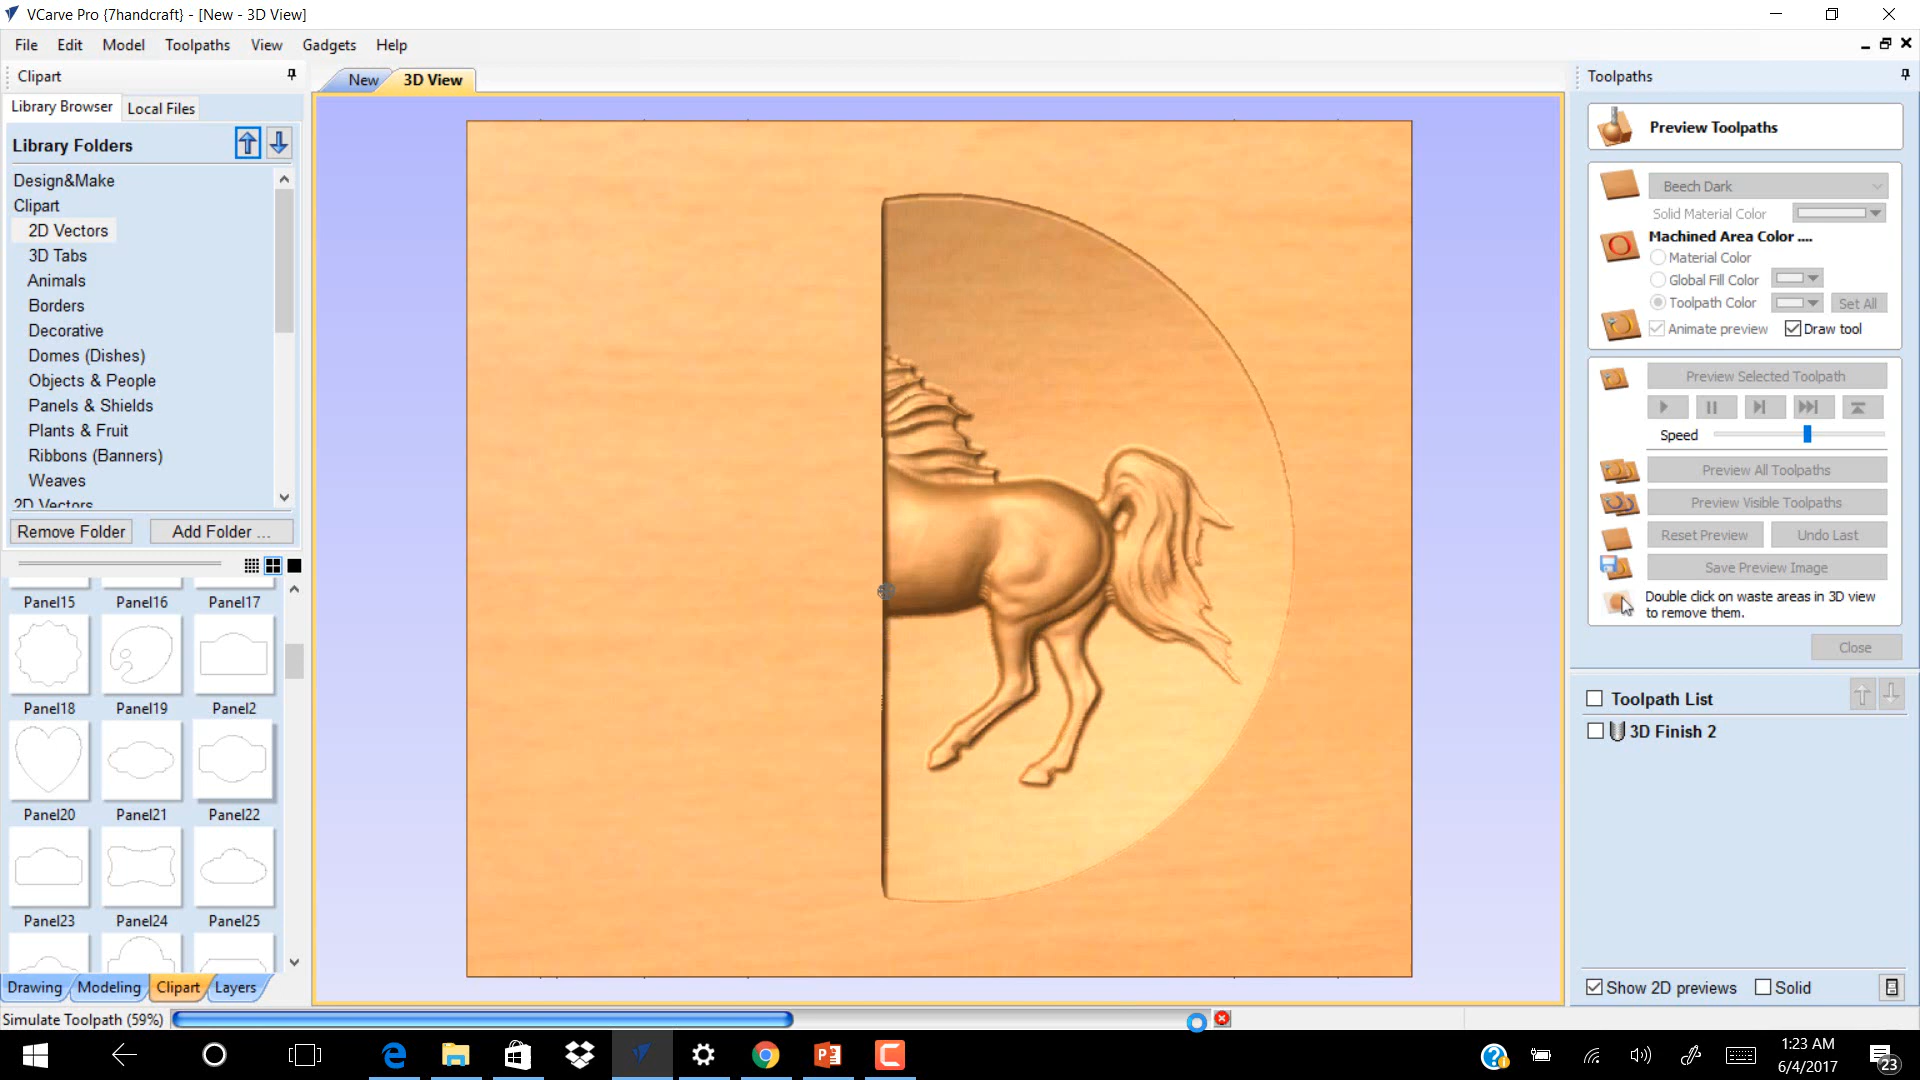 VCarve Pro {7handcraft} - [New - 3D View]
File Edit Model Toolpaths View Gadgets Help
Clipart
Library Browser Local Files
Library Folders
Design&Make
Clipart
2D Vectors
3D Tabs
Animals
Borders
Decorative
Domes (Dishes)
Objects & People
Panels & Shields
Plants & Fruit
Ribbons (Banners)
Weaves
2D Vectors
Remove Folder Add Folder ...
Panel15 Panel16 Panel17
Panel18 Panel19 Panel2
Panel20 Panel21 Panel22
Panel23 Panel24 Panel25
Drawing Modeling Clipart Layers
Simulate Toolpath (59%)
New 3D View
Toolpaths
Preview Toolpaths
Beech Dark
Solid Material Color
Machined Area Color ....
Material Color
Global Fill Color
Toolpath Color Set All
Animate preview Draw tool
Preview Selected Toolpath
Speed
Preview All Toolpaths
Preview Visible Toolpaths
Reset Preview Undo Last
Save Preview Image
Double click on waste areas in 3D view
to remove them.
Close
Toolpath List
3D Finish 2
Show 2D previews Solid
1:23 AM
6/4/2017
23